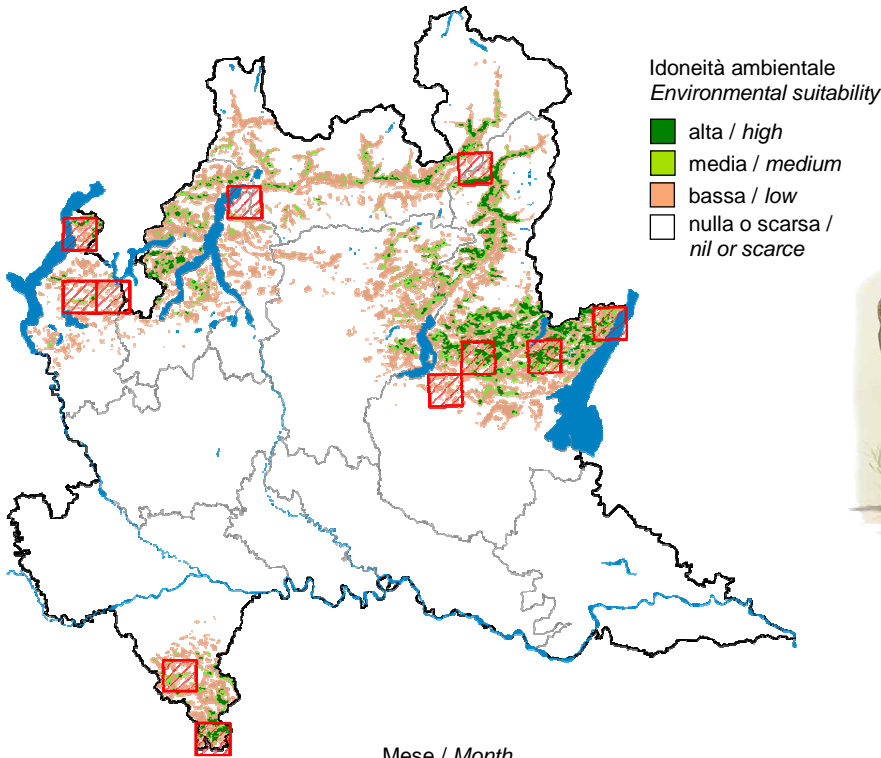 Idoneità ambientale
Environmental suitability
alta / high
media / medium
bassa / low
nulla o scarsa /
nil or scarce
Mese / Month